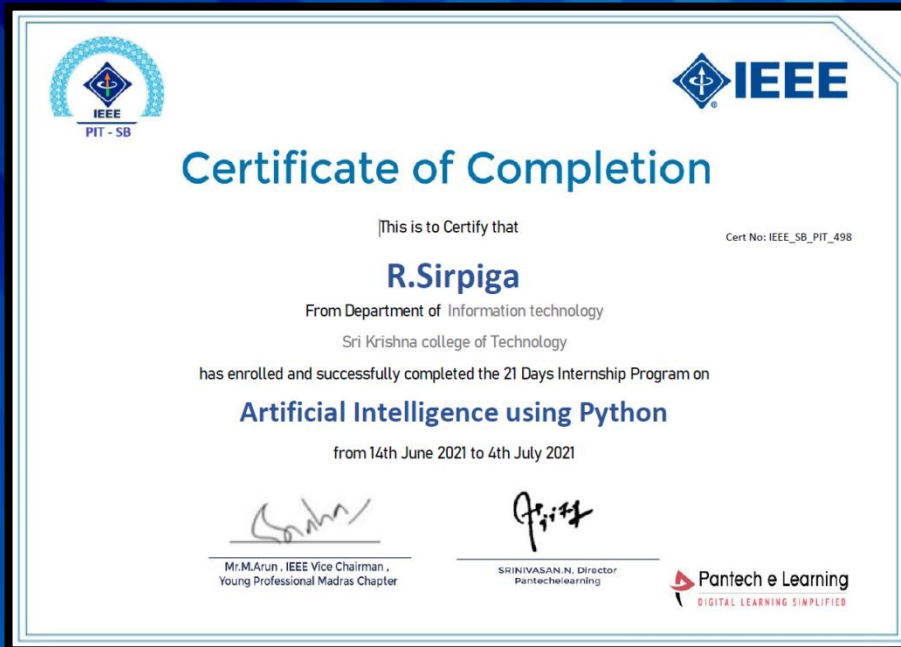 IEEE
PIT - SB
IEEE
Certificate of Completion
This is to Certify that
Cert No: IEEE_SB_PIT_498
R.Sirpiga
From Department of Information technology
Sri Krishna college of Technology
has enrolled and successfully completed the 21 Days Internship Program on
Artificial Intelligence using Python
from 14th June 2021 to 4th July 2021
Mr.M.Arun , IEEE Vice Chairman ,
Young Professional Madras Chapter
SRINIVASAN.N, Director
Pantechelearning
Pantech e Learning
DIGITAL LEARNING SIMPLIFIED